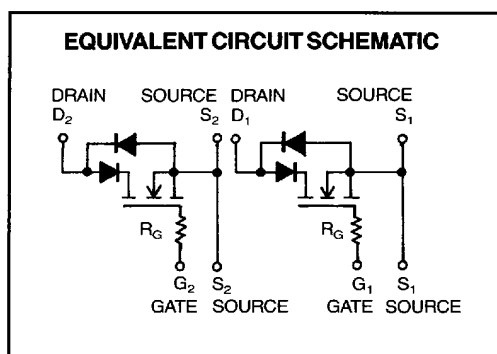 EQUIVALENT CIRCUIT SCHEMATIC
DRAIN SOURCE DRAIN SOURCE
D2 S2 D1 S1
RG RG
G2 S2 G1 S1
GATE SOURCE GATE SOURCE